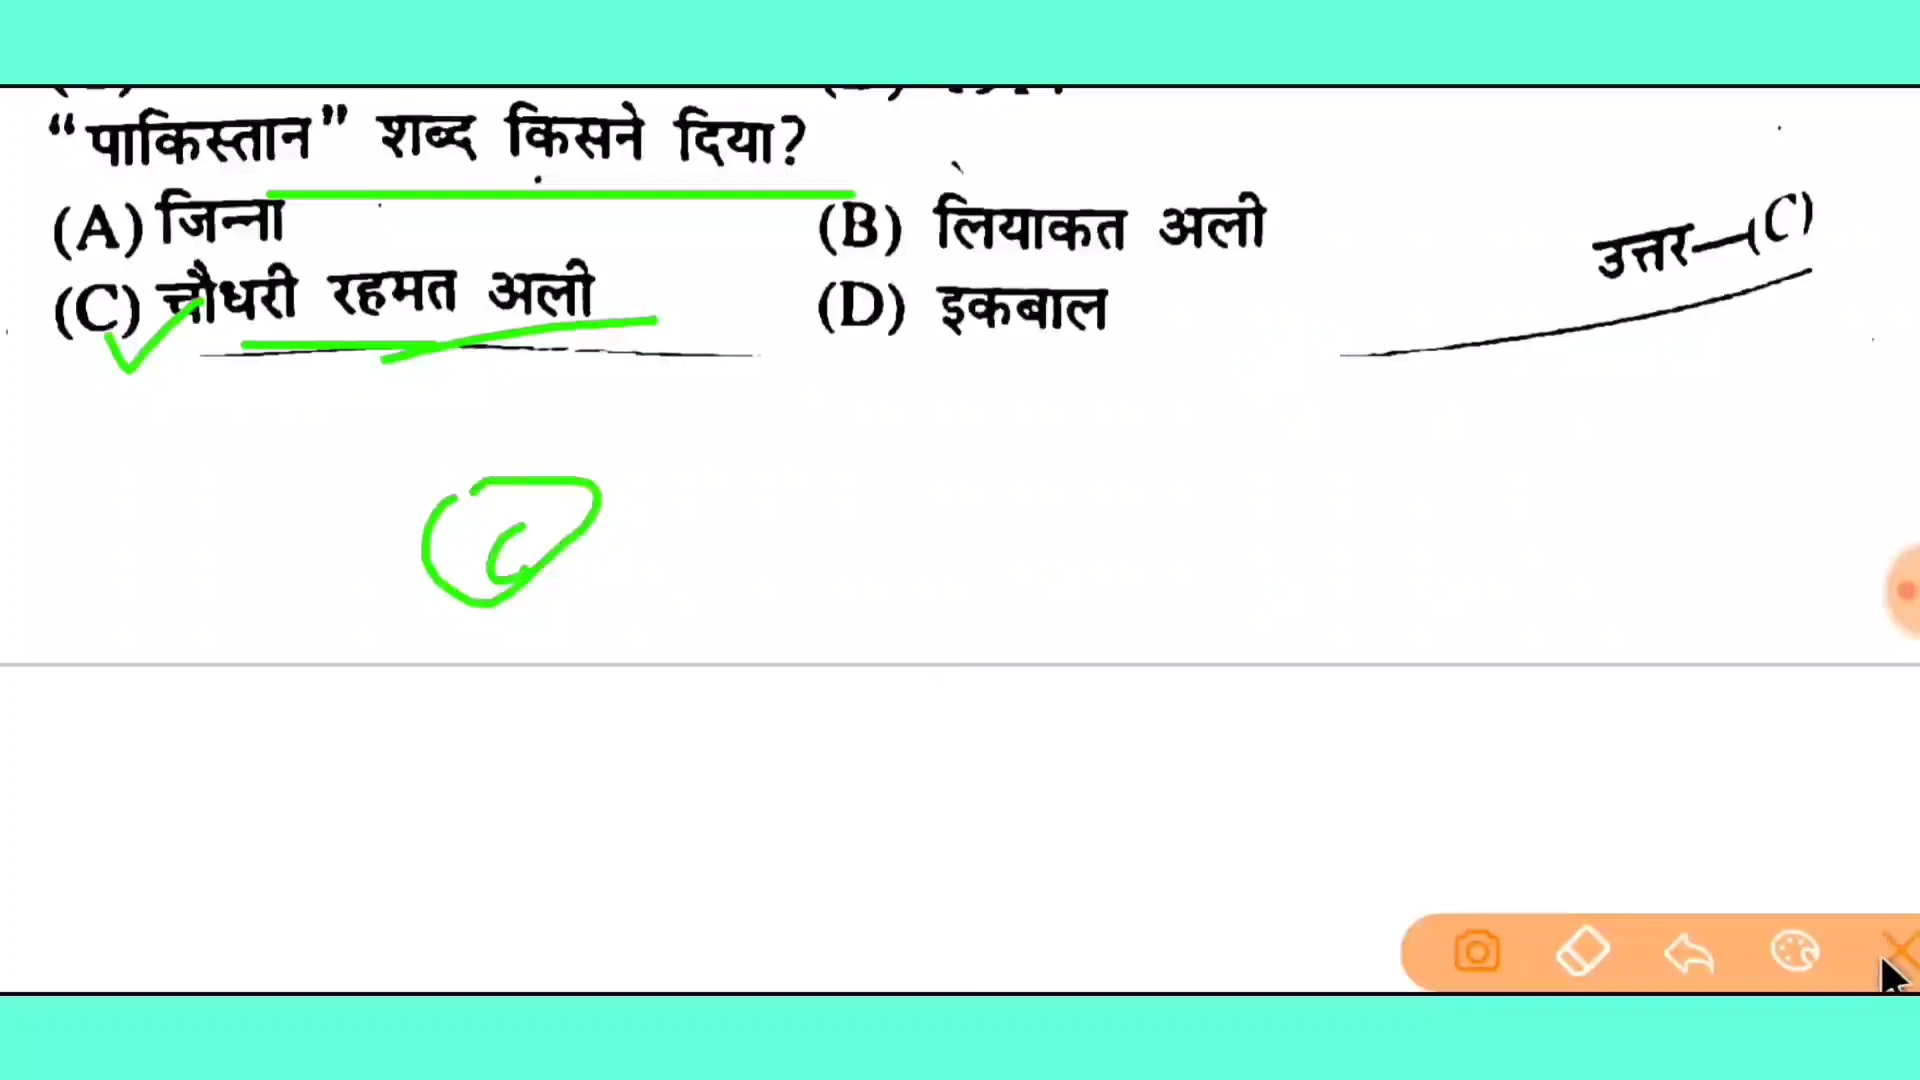 “पाकिस्तान” शब्द किसने दिया?
(A) जिन्ना
(B) लियाकत अली
(C) चौधरी रहमत अली
(D) इकबाल
उत्तर—(C)
C